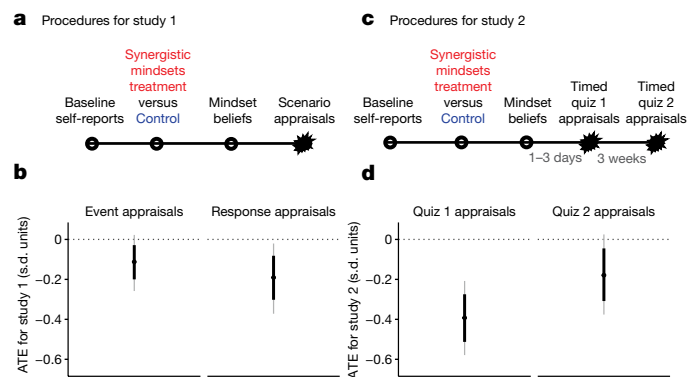 a Procedures for study 1
Synergistic
mindsets
treatment
Baseline versus Mindset Scenario
self-reports Control beliefs appraisals
b
Event appraisals Response appraisals
ATE for study 1 (s.d. units)
0
−0.2
−0.4
−0.6
c Procedures for study 2
Synergistic
mindsets
treatment Timed Timed
Baseline versus Mindset quiz 1 quiz 2
self-reports Control beliefs appraisals appraisals
1–3 days 3 weeks
d
Quiz 1 appraisals Quiz 2 appraisals
ATE for study 2 (s.d. units)
0
−0.2
−0.4
−0.6